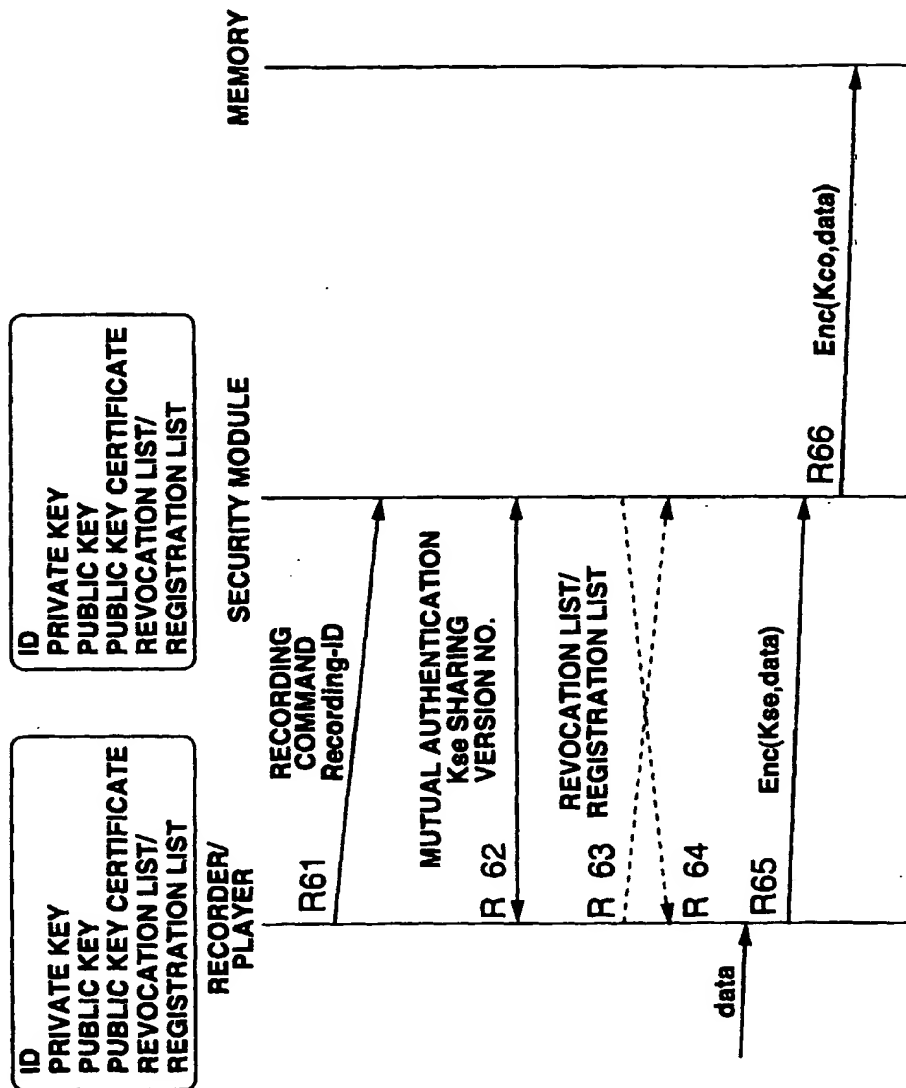 ID
PRIVATE KEY
PUBLIC KEY
PUBLIC KEY CERTIFICATE
REVOCATION LIST/
REGISTRATION LIST
ID
PRIVATE KEY
PUBLIC KEY
PUBLIC KEY CERTIFICATE
REVOCATION LIST/
REGISTRATION LIST
RECORDER/
PLAYER
SECURITY MODULE
MEMORY
R61
RECORDING
COMMAND
Recording-ID
R 62
MUTUAL AUTHENTICATION
Kse SHARING
VERSION NO.
R 63
REVOCATION LIST/
REGISTRATION LIST
R 64
data
R65
Enc(Kse,data)
R66
Enc(Kco,data)